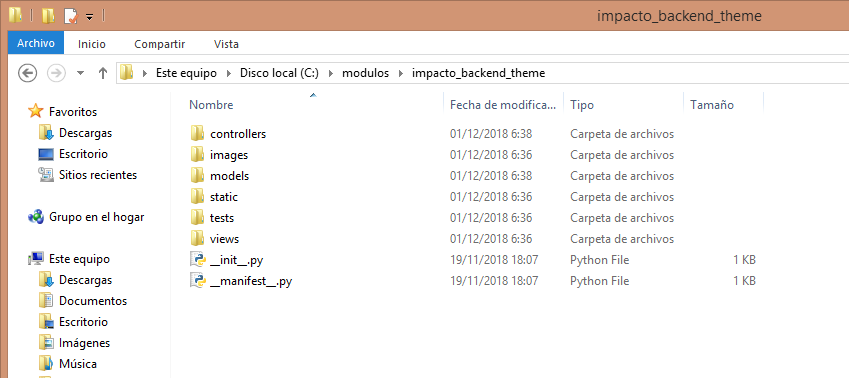 impacto_backend_theme
Archivo Inicio Compartir Vista
Este equipo Disco local (C:) modulos impacto_backend_theme
Nombre Fecha de modifica... Tipo Tamaño
Favoritos
Descargas
Escritorio
Sitios recientes
Grupo en el hogar
Este equipo
Descargas
Documentos
Escritorio
Imágenes
Música
controllers 01/12/2018 6:38 Carpeta de archivos
images 01/12/2018 6:36 Carpeta de archivos
models 01/12/2018 6:38 Carpeta de archivos
static 01/12/2018 6:36 Carpeta de archivos
tests 01/12/2018 6:36 Carpeta de archivos
views 01/12/2018 6:36 Carpeta de archivos
__init__.py 19/11/2018 18:07 Python File 1 KB
__manifest__.py 19/11/2018 18:07 Python File 1 KB